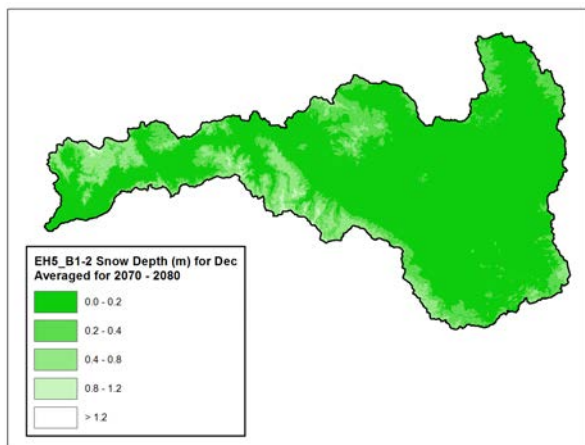 EH5_B1-2 Snow Depth (m) for Dec
Averaged for 2070 - 2080
0.0 - 0.2
0.2 - 0.4
0.4 - 0.8
0.8 - 1.2
> 1.2